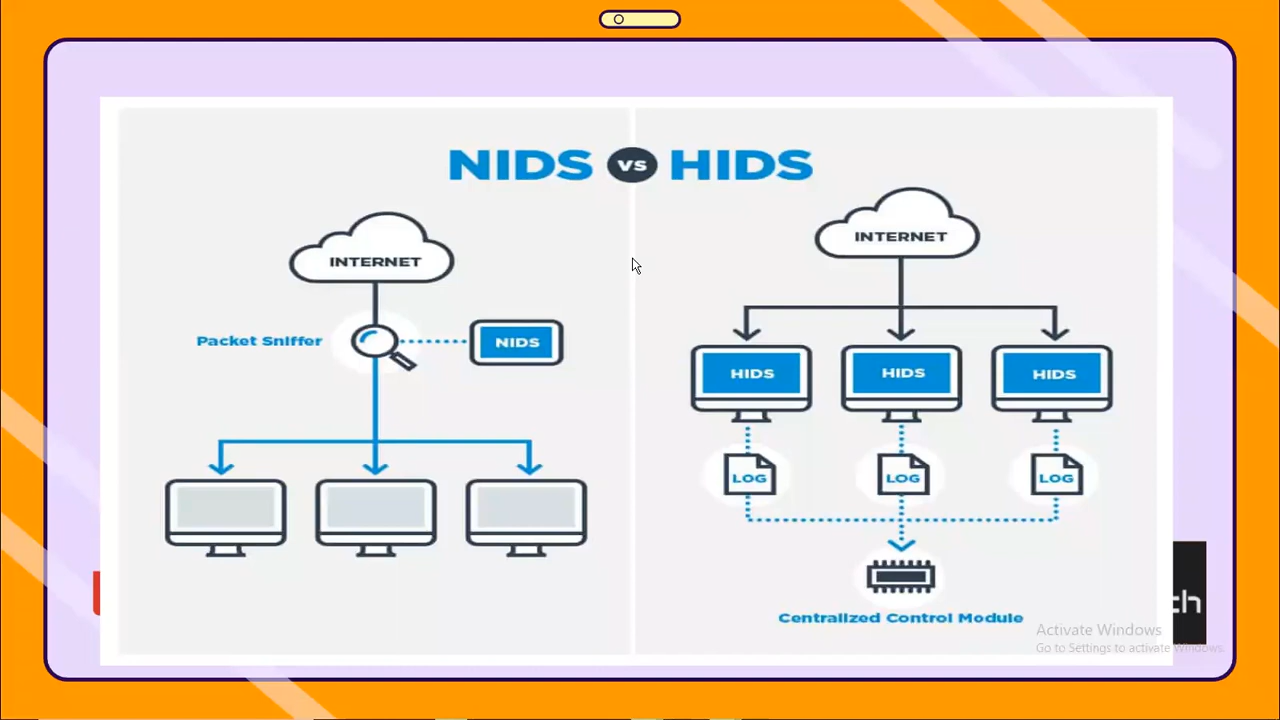 NIDS vs HIDS
INTERNET
Packet Sniffer
NIDS
INTERNET
HIDS
HIDS
HIDS
LOG
LOG
LOG
Centralized Control Module
Activate Windows
Go to Settings to activate Windows.